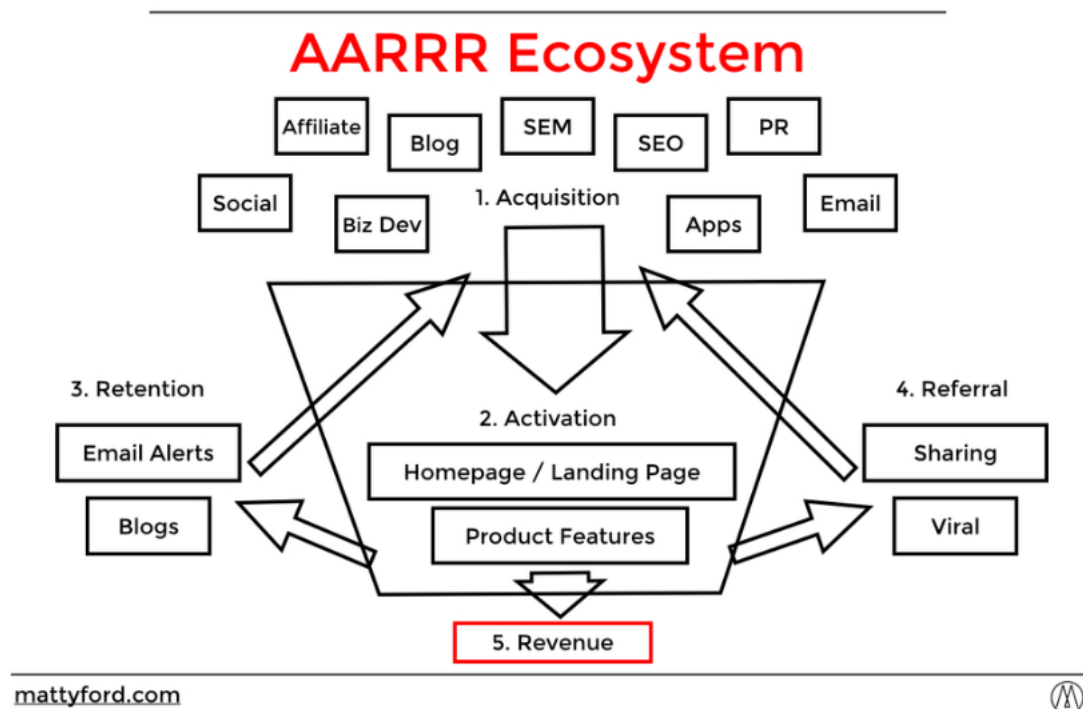 AARRR Ecosystem
Affiliate
Blog
SEM
SEO
PR
Social
Biz Dev
1. Acquisition
Apps
Email
3. Retention
Email Alerts
Blogs
2. Activation
Homepage / Landing Page
Product Features
4. Referral
Sharing
Viral
5. Revenue
mattyford.com